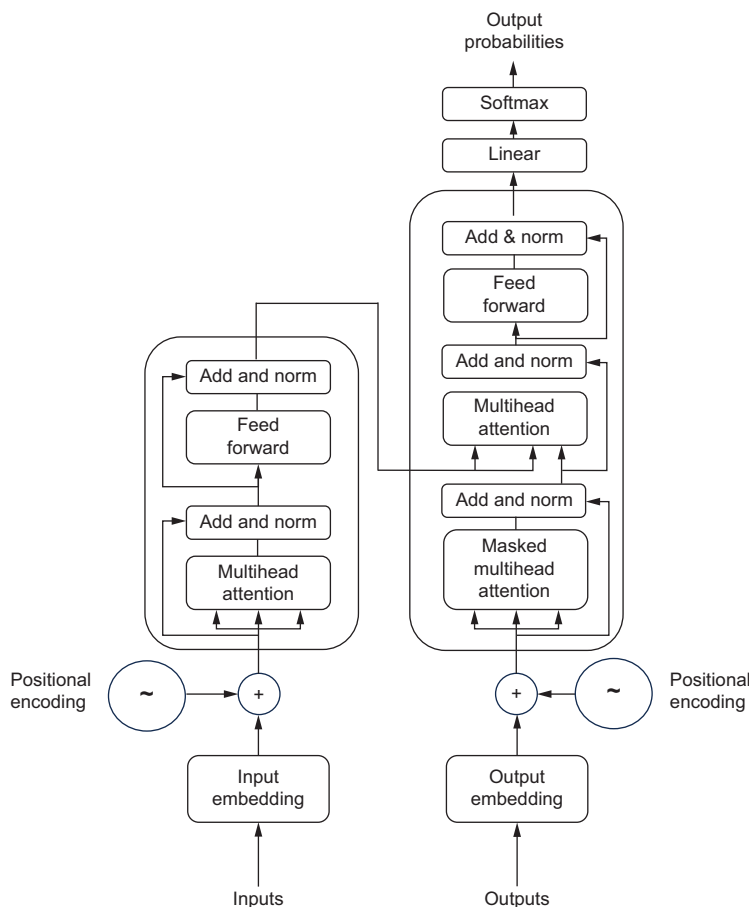 Output
probabilities
Softmax
Linear
Add & norm
Feed
forward
Add and norm
Multihead
attention
Add and norm
Masked
multihead
attention
Add and norm
Feed
forward
Add and norm
Multihead
attention
Positional
encoding
~
+
+
~
Positional
encoding
Input
embedding
Output
embedding
Inputs
Outputs